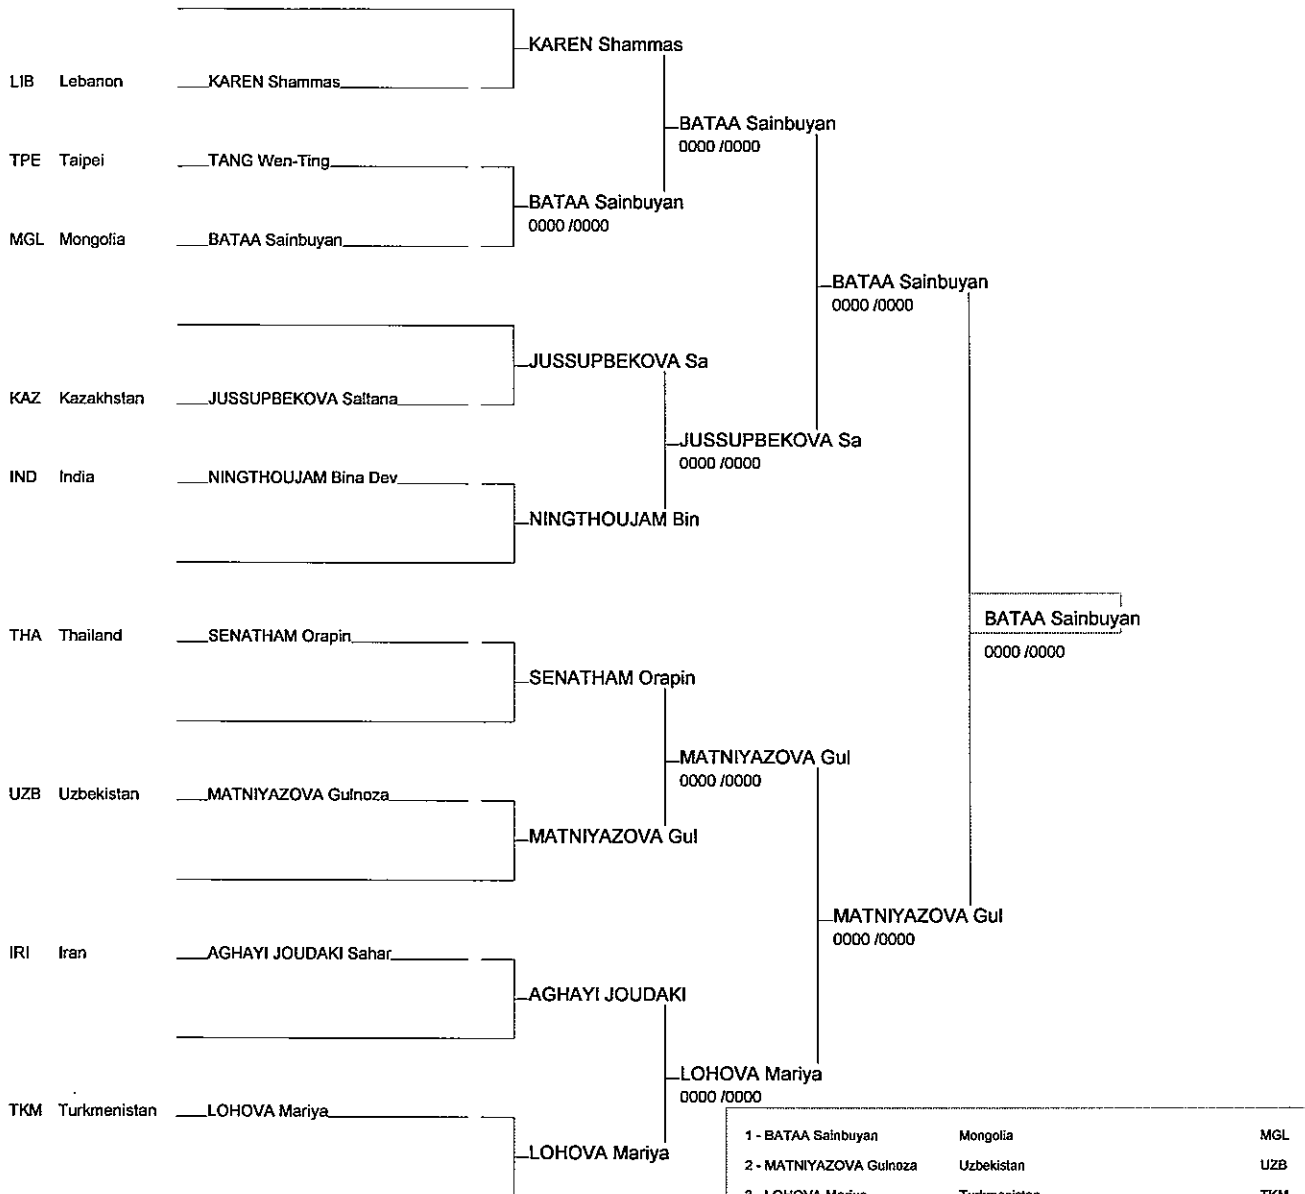 KAREN Shammas
LIB Lebanon KAREN Shammas
BATAA Sainbuyan
0000 /0000
TPE Taipei TANG Wen-Ting
BATAA Sainbuyan
0000 /0000
MGL Mongolia BATAA Sainbuyan
BATAA Sainbuyan
0000 /0000
JUSSUPBEKOVA Sa
KAZ Kazakhstan JUSSUPBEKOVA Saltana
JUSSUPBEKOVA Sa
0000 /0000
IND India NINGTHOUJAM Bina Dev
NINGTHOUJAM Bin
BATAA Sainbuyan
0000 /0000
THA Thailand SENATHAM Orapin
SENATHAM Orapin
MATNIYAZOVA Gul
0000 /0000
UZB Uzbekistan MATNIYAZOVA Gulnoza
MATNIYAZOVA Gul
MATNIYAZOVA Gul
0000 /0000
IRI Iran AGHAYI JOUDAKI Sahar
AGHAYI JOUDAKI
LOHOVA Mariya
0000 /0000
TKM Turkmenistan LOHOVA Mariya
LOHOVA Mariya
1 - BATAA Sainbuyan Mongolia MGL
2 - MATNIYAZOVA Gulnoza Uzbekistan UZB